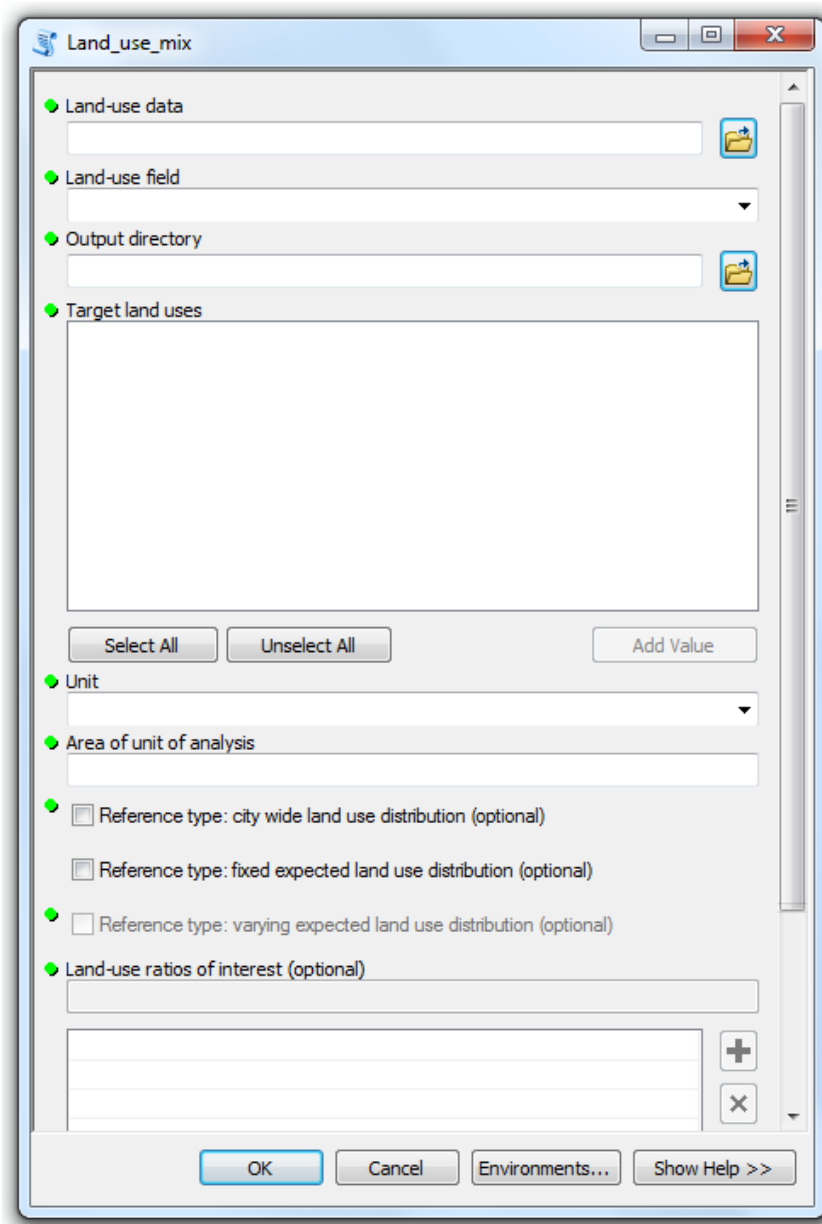 Land_use_mix
Land-use data
Land-use field
Output directory
Target land uses
Select All Unselect All Add Value
Unit
Area of unit of analysis
Reference type: city wide land use distribution (optional)
Reference type: fixed expected land use distribution (optional)
Reference type: varying expected land use distribution (optional)
Land-use ratios of interest (optional)
OK Cancel Environments... Show Help >>